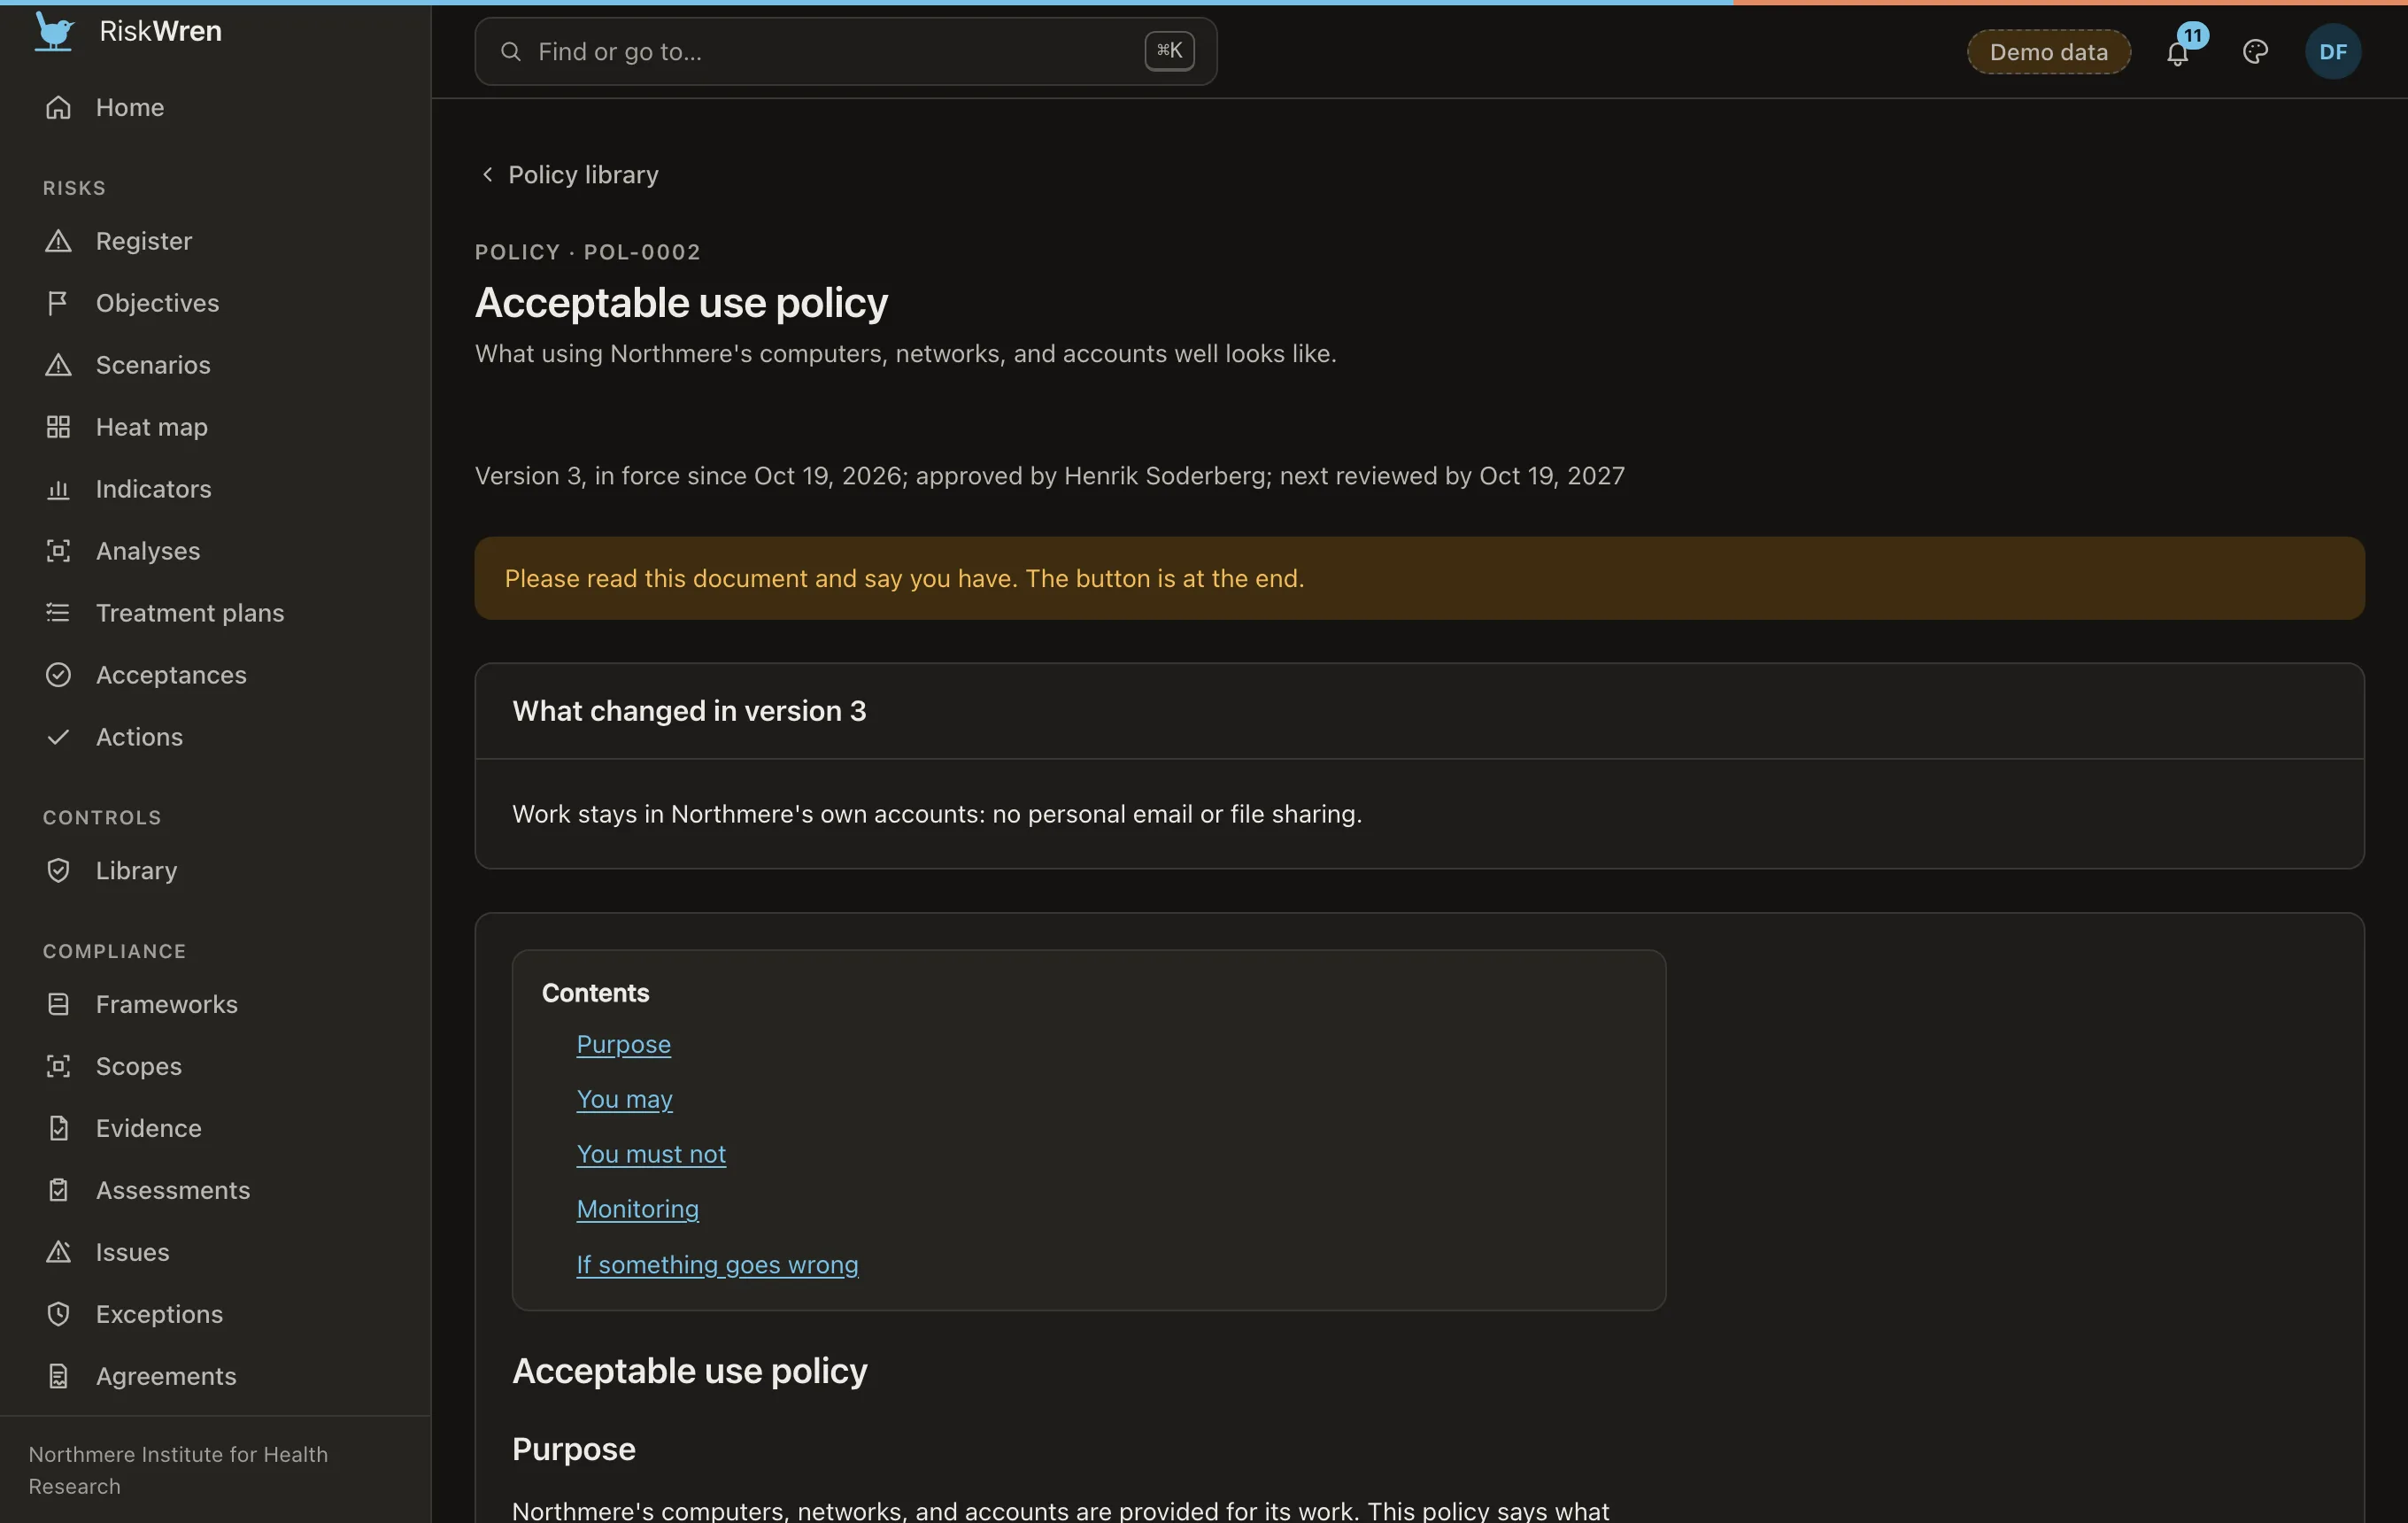 RiskWren
Find or go to...
⌘K
Demo data
11
DF
Home
RISKS
Register
Objectives
Scenarios
Heat map
Indicators
Analyses
Treatment plans
Acceptances
Actions
CONTROLS
Library
COMPLIANCE
Frameworks
Scopes
Evidence
Assessments
Issues
Exceptions
Agreements
Northmere Institute for Health
Research
Policy library
POLICY · POL-0002
Acceptable use policy
What using Northmere's computers, networks, and accounts well looks like.
Version 3, in force since Oct 19, 2026; approved by Henrik Soderberg; next reviewed by Oct 19, 2027
Please read this document and say you have. The button is at the end.
What changed in version 3
Work stays in Northmere's own accounts: no personal email or file sharing.
Contents
Purpose
You may
You must not
Monitoring
If something goes wrong
Acceptable use policy
Purpose
Northmere's computers, networks, and accounts are provided for its work. This policy says what